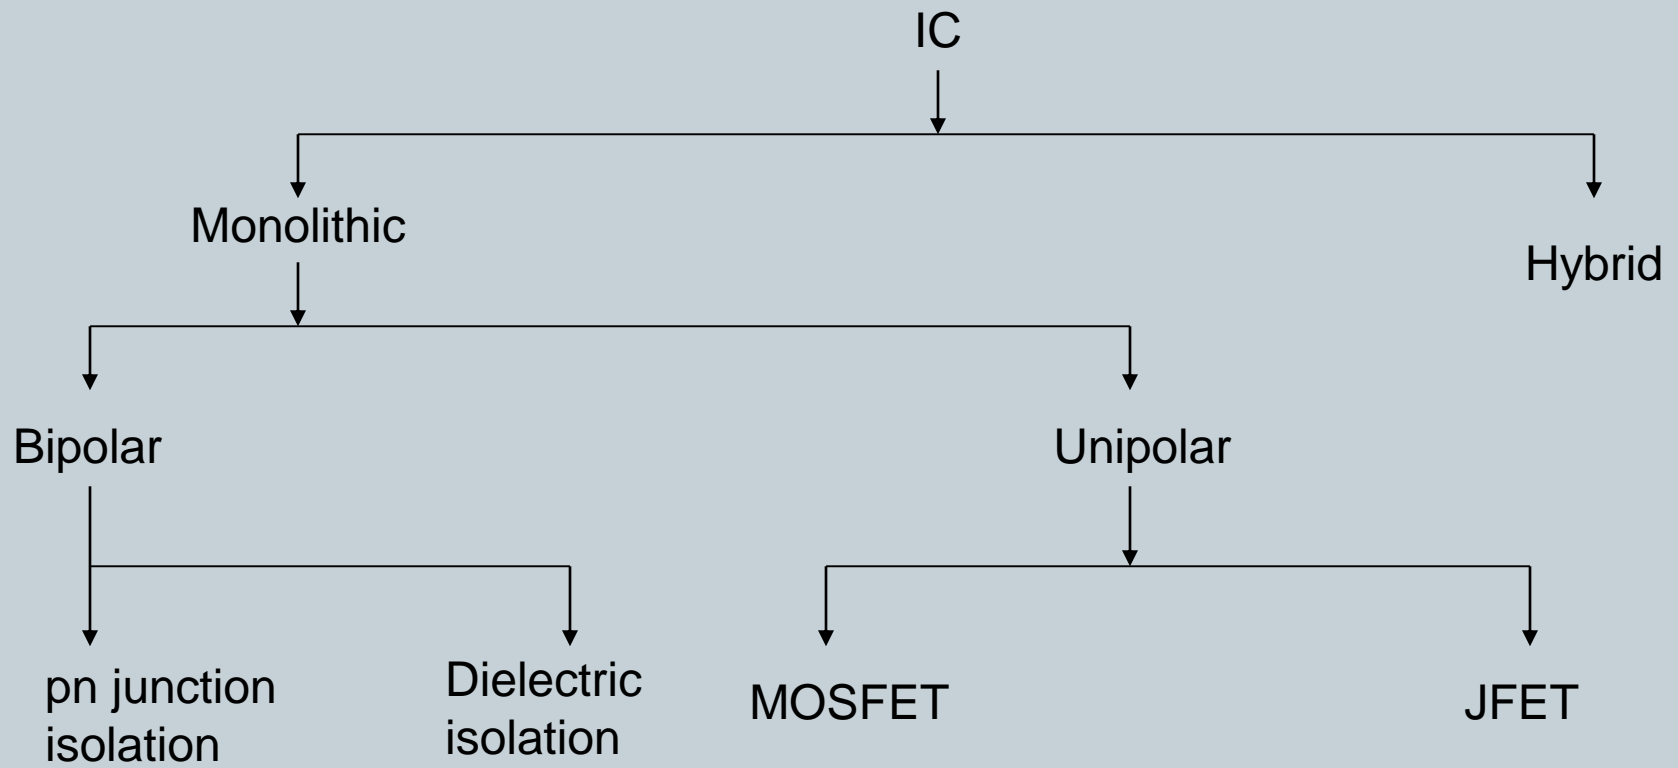 IC
Monolithic
Hybrid
Bipolar
Unipolar
pn junction
isolation
Dielectric
isolation
MOSFET
JFET